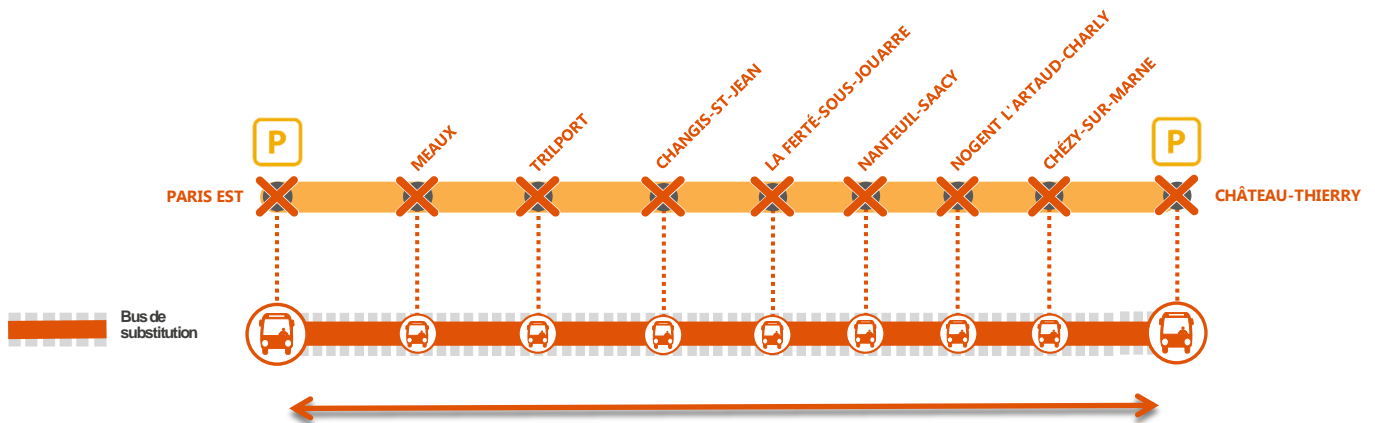 P
P
PARIS EST
MEAUX
TRILPORT
CHANGIS-ST-JEAN
LA FERTÉ-SOUS-JOUARRE
NANTEUIL-SAACY
NOGENT L'ARTAUD-CHARLY
CHÉZY-SUR-MARNE
CHÂTEAU-THIERRY
Bus de
substitution